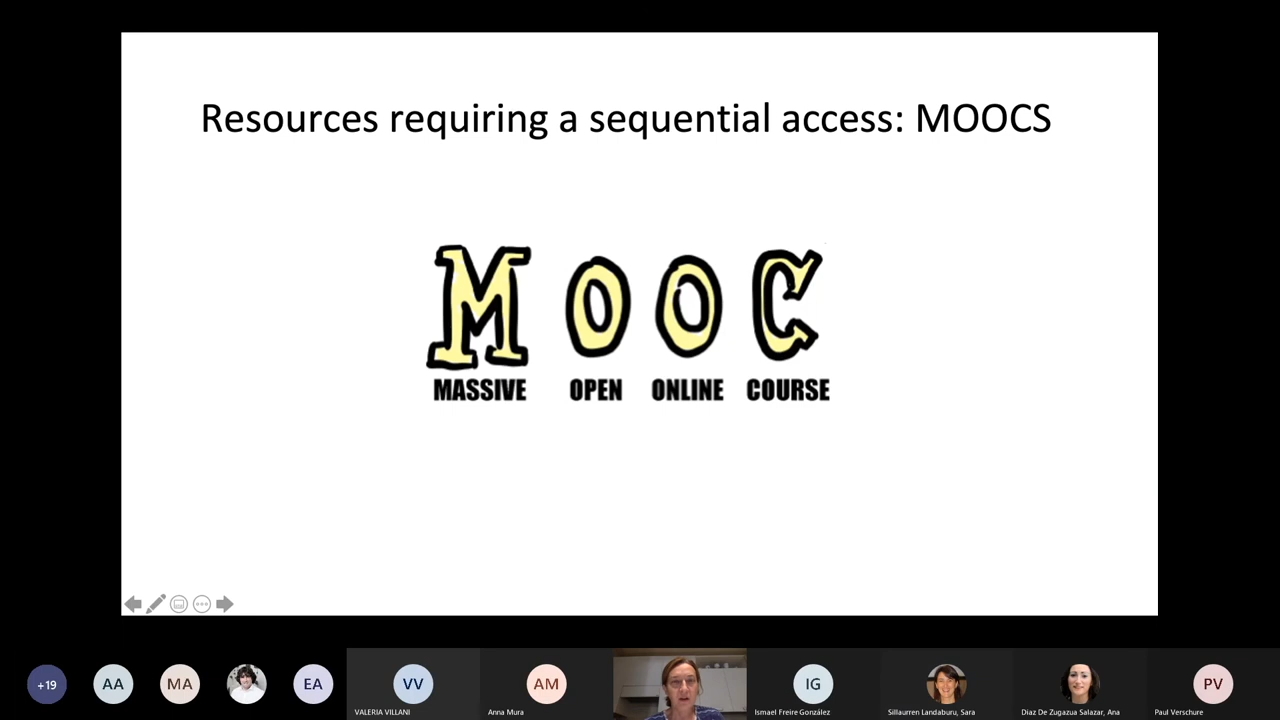 Resources requiring a sequential access: MOOCS
MOOC
MASSIVE OPEN ONLINE COURSE
+19
AA
MA
EA
VV
VALERIA VILLANI
AM
Anna Mura
IG
Ismael Freire González
Sillaurren Landaburu, Sara
Díaz De Zugazua Salazar, Ana
PV
Paul Verschure